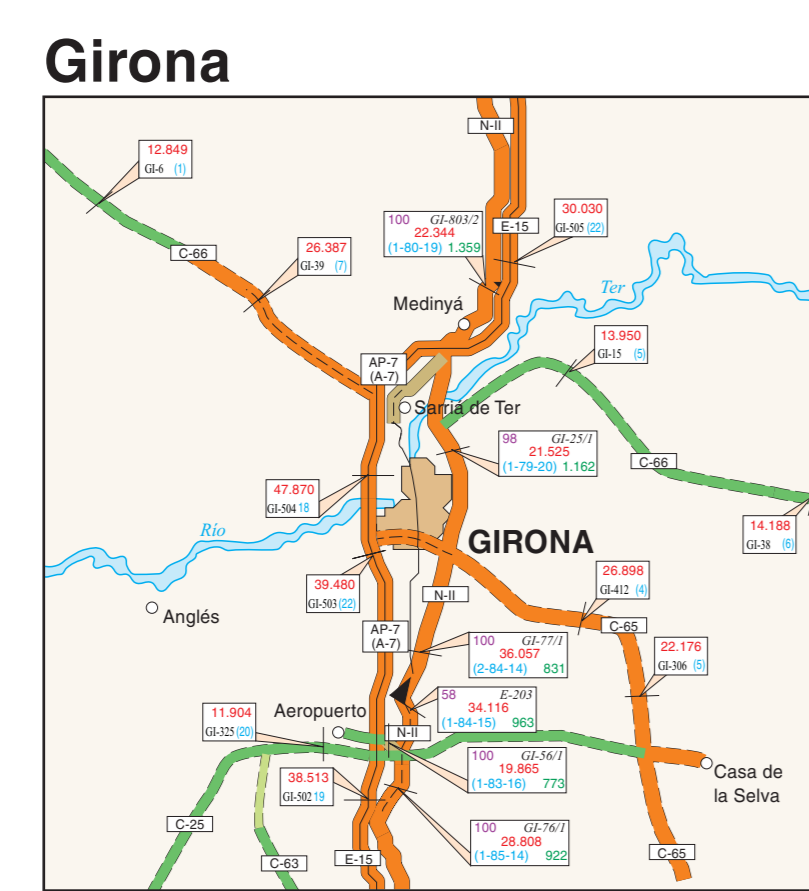 Girona
N-II
12.849
GI-6 (1)
30.030
GI-505 (22)
100 GI-803/2
22.344
(1-80-19) 1.359
E-15
C-66
26.387
GI-39 (7)
Ter
Medinyá
13.950
GI-15 (5)
AP-7
(A-7)
Sarriá de Ter
98 GI-25/1
21.525
(1-79-20) 1.162
C-66
47.870
GI-504 18
14.188
GI-38 (6)
Río
GIRONA
39.480
GI-503 (22)
26.898
GI-412 (4)
N-II
Anglés
C-65
AP-7
(A-7)
100 GI-77/1
36.057
(2-84-14) 831
22.176
GI-306 (5)
58 E-203
34.116
(1-84-15) 963
11.904
GI-325 (20)
Aeropuerto
N-II
100 GI-56/1
19.865
(1-83-16) 773
Casa de
la Selva
38.513
GI-502 19
C-25
100 GI-76/1
28.808
(1-85-14) 922
C-63
E-15
C-65